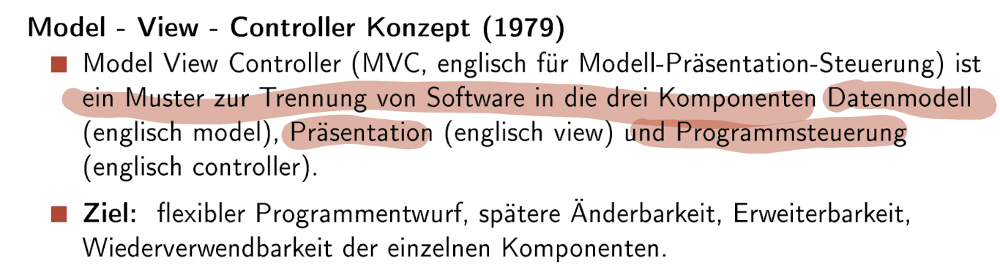 Model - View - Controller Konzept (1979)
Model View Controller (MVC, englisch für Modell-Präsentation-Steuerung) ist
ein Muster zur Trennung von Software in die drei Komponenten Datenmodell
(englisch model), Präsentation (englisch view) und Programmsteuerung
(englisch controller).
Ziel: flexibler Programmentwurf, spätere Änderbarkeit, Erweiterbarkeit,
Wiederverwendbarkeit der einzelnen Komponenten.